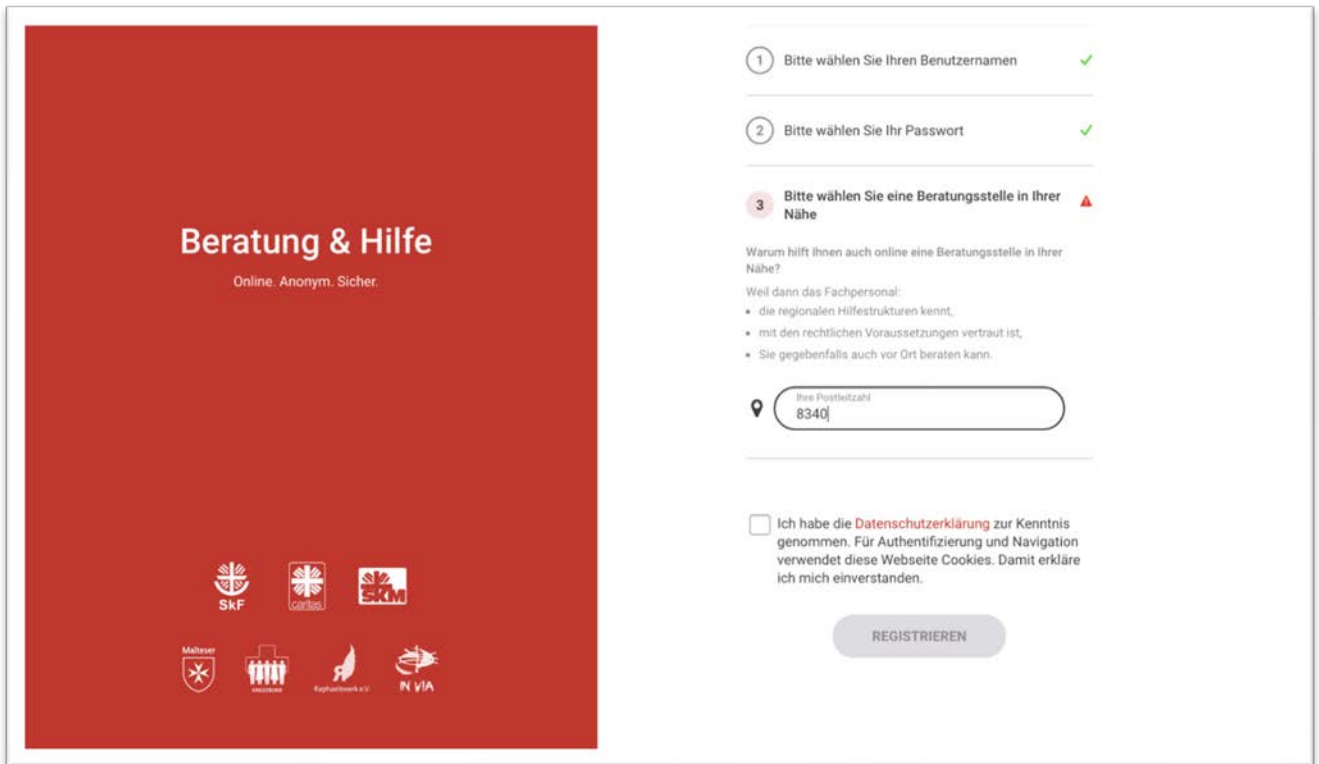 Beratung & Hilfe
Online. Anonym. Sicher.
SkF
caritas
SKM
Malteser
KREUZBUND
Raphaelswerk e.V.
IN VIA
1
Bitte wählen Sie Ihren Benutzernamen
2
Bitte wählen Sie Ihr Passwort
3
Bitte wählen Sie eine Beratungsstelle in Ihrer
Nähe
Warum hilft Ihnen auch online eine Beratungsstelle in Ihrer
Nähe?
Weil dann das Fachpersonal:
• die regionalen Hilfestrukturen kennt,
• mit den rechtlichen Voraussetzungen vertraut ist,
• Sie gegebenfalls auch vor Ort beraten kann.
Ihre Postleitzahl
8340
Ich habe die Datenschutzerklärung zur Kenntnis
genommen. Für Authentifizierung und Navigation
verwendet diese Webseite Cookies. Damit erkläre
ich mich einverstanden.
REGISTRIEREN